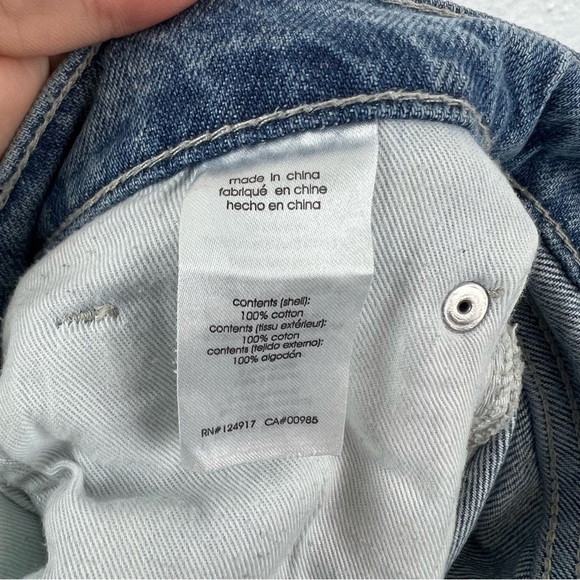 made in china
fabriqué en chine
hecho en china
contents (shell):
100% cotton
contents (tissu extérieur):
100% coton
contents (tejido externo):
100% algodón
RN#124917 CA#00985